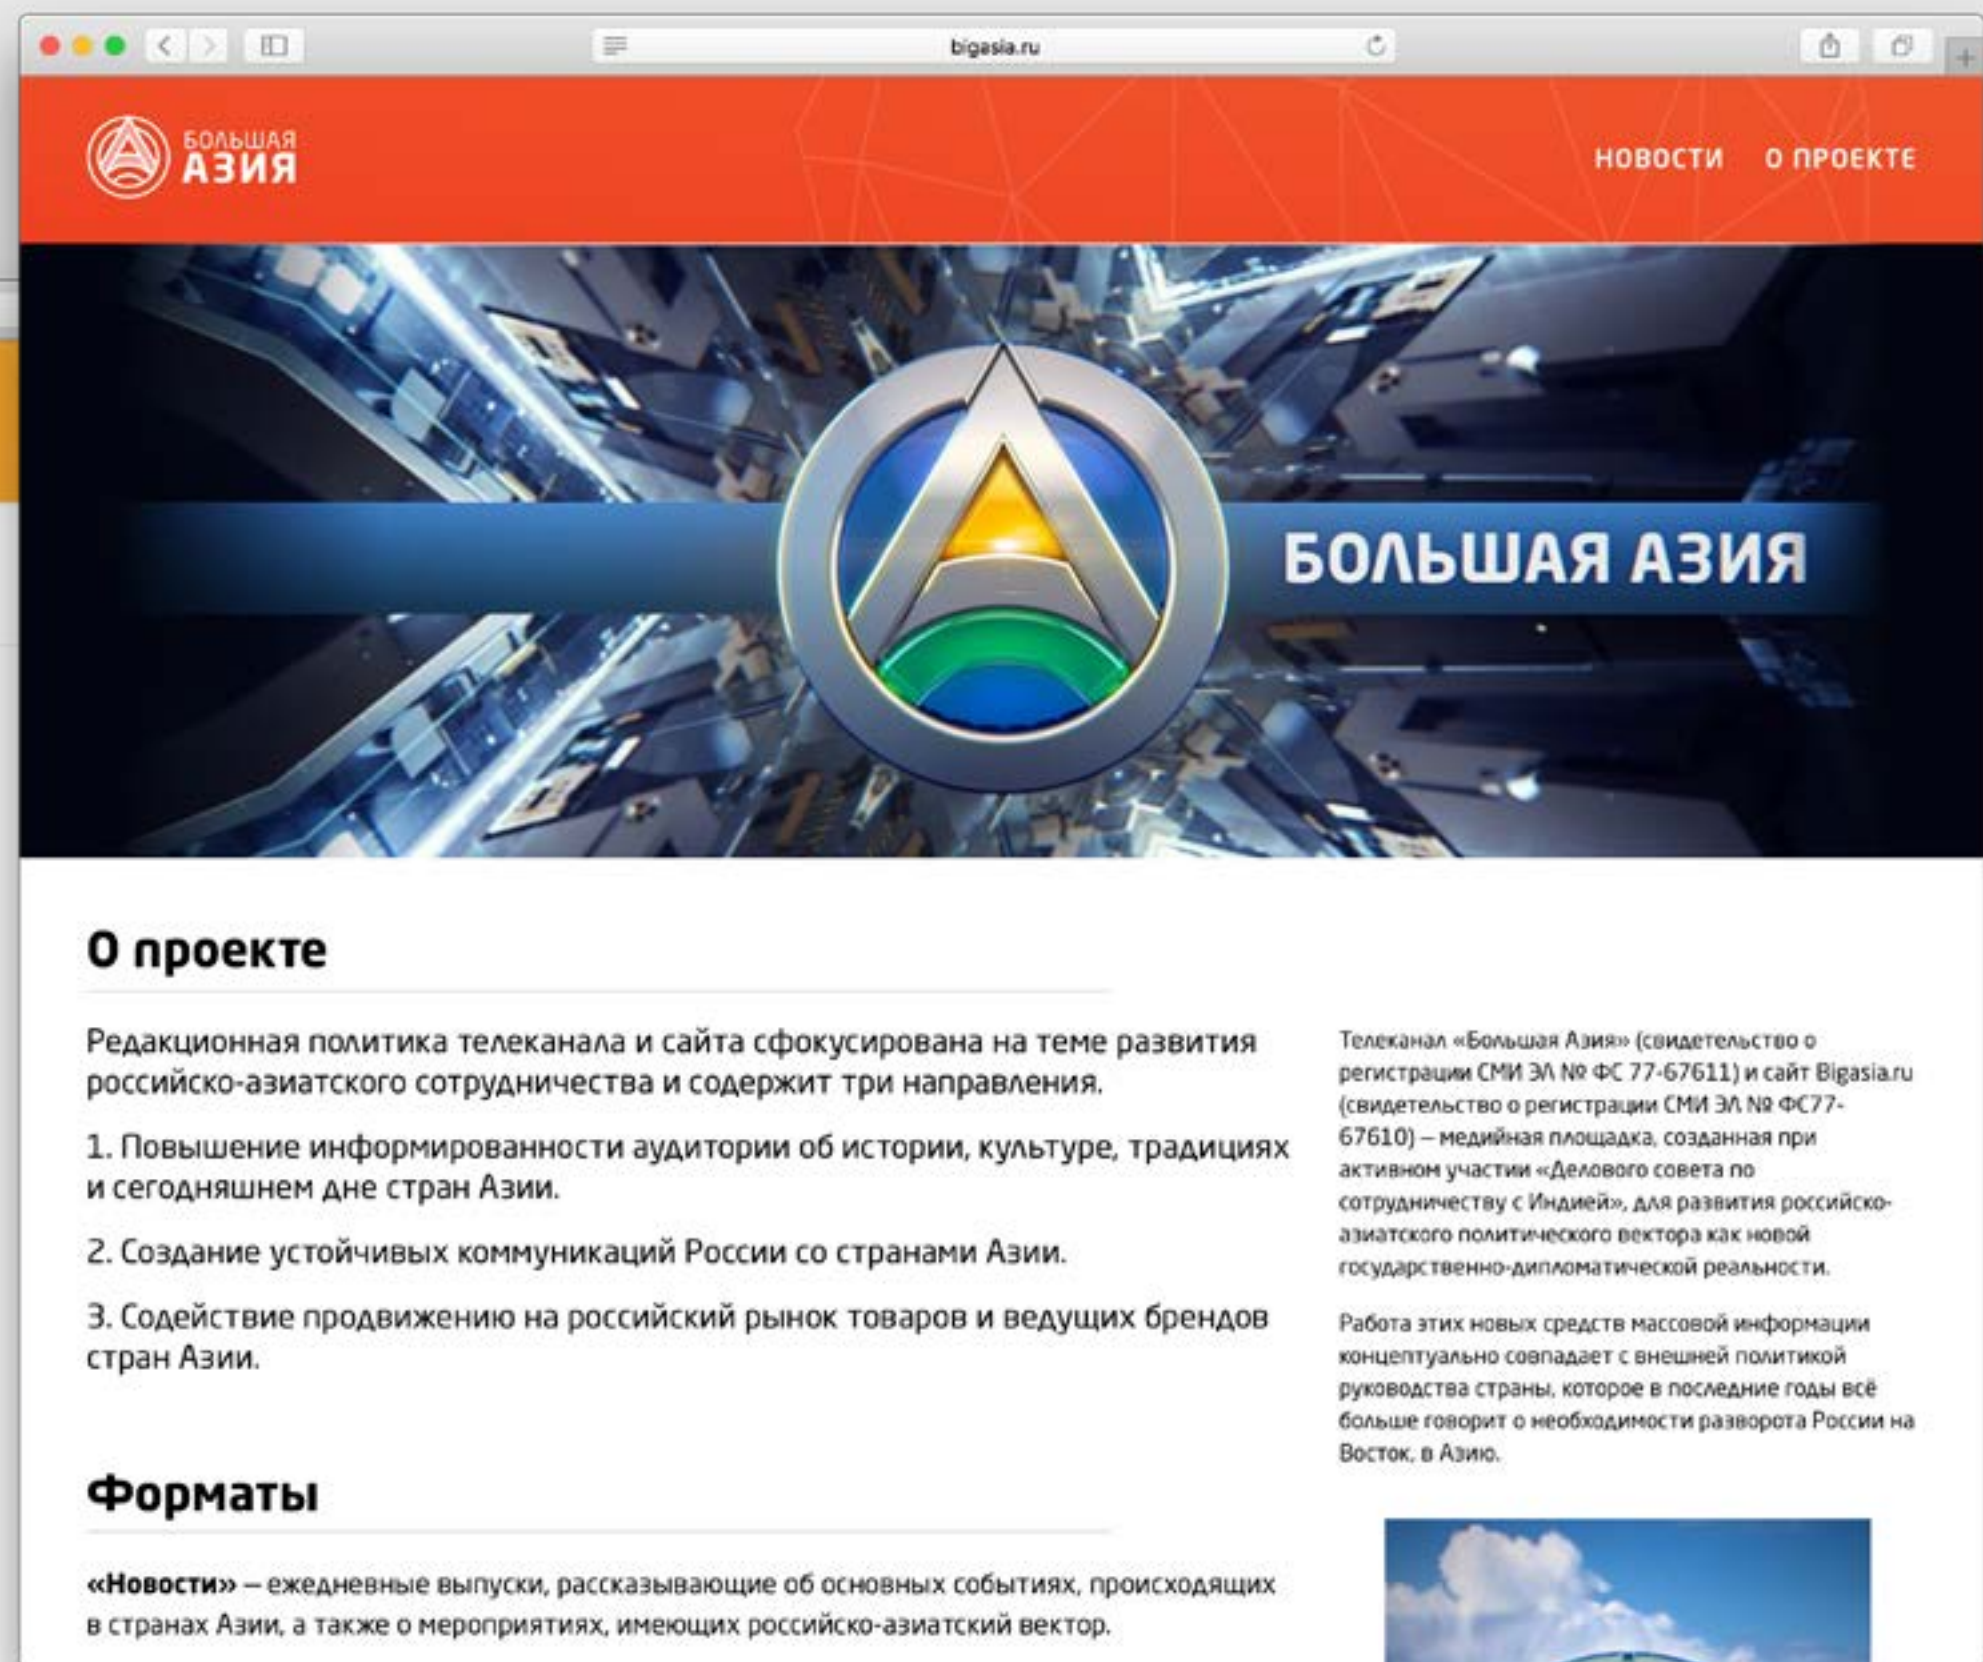 bigasia.ru
БОЛЬШАЯ
АЗИЯ
НОВОСТИ О ПРОЕКТЕ
БОЛЬШАЯ АЗИЯ
О проекте
Редакционная политика телеканала и сайта сфокусирована на теме развития
российско-азиатского сотрудничества и содержит три направления.
1. Повышение информированности аудитории об истории, культуре, традициях
и сегодняшнем дне стран Азии.
2. Создание устойчивых коммуникаций России со странами Азии.
3. Содействие продвижению на российский рынок товаров и ведущих брендов
стран Азии.
Форматы
«Новости» – ежедневные выпуски, рассказывающие об основных событиях, происходящих
в странах Азии, а также о мероприятиях, имеющих российско-азиатский вектор.
Телеканал «Большая Азия» (свидетельство о
регистрации СМИ ЭЛ № ФС 77-67611) и сайт Bigasia.ru
(свидетельство о регистрации СМИ ЭЛ № ФС77-
67610) – медийная площадка, созданная при
активном участии «Делового совета по
сотрудничеству с Индией», для развития российско-
азиатского политического вектора как новой
государственно-дипломатической реальности.
Работа этих новых средств массовой информации
концептуально совпадает с внешней политикой
руководства страны, которое в последние годы всё
больше говорит о необходимости разворота России на
Восток, в Азию.